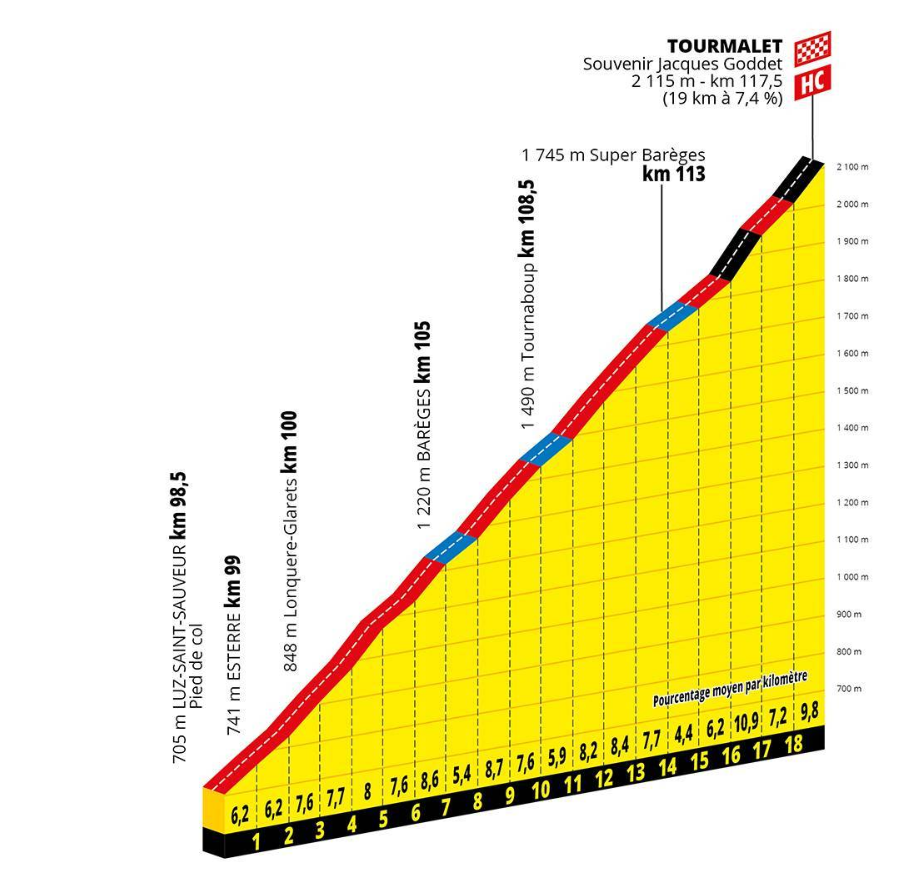 TOURMALET
Souvenir Jacques Goddet
2 115 m - km 117,5
(19 km à 7,4 %)
HC
1 745 m Super Barèges
km 113
1 490 m Tournaboup km 108,5
1 220 m BARÈGES km 105
848 m Lonquere-Glarets km 100
741 m ESTERRE km 99
705 m LUZ-SAINT-SAUVEUR km 98,5
Pied de col
2 100 m
2 000 m
1 900 m
1 800 m
1 700 m
1 600 m
1 500 m
1 400 m
1 300 m
1 200 m
1 100 m
1 000 m
900 m
800 m
700 m
Pourcentage moyen par kilomètre
6,2 6,2 7,6 7,7 8 7,6 8,6 5,4 8,7 7,6 5,9 8,2 8,4 7,7 4,4 6,2 10,9 7,2 9,8
1 2 3 4 5 6 7 8 9 10 11 12 13 14 15 16 17 18